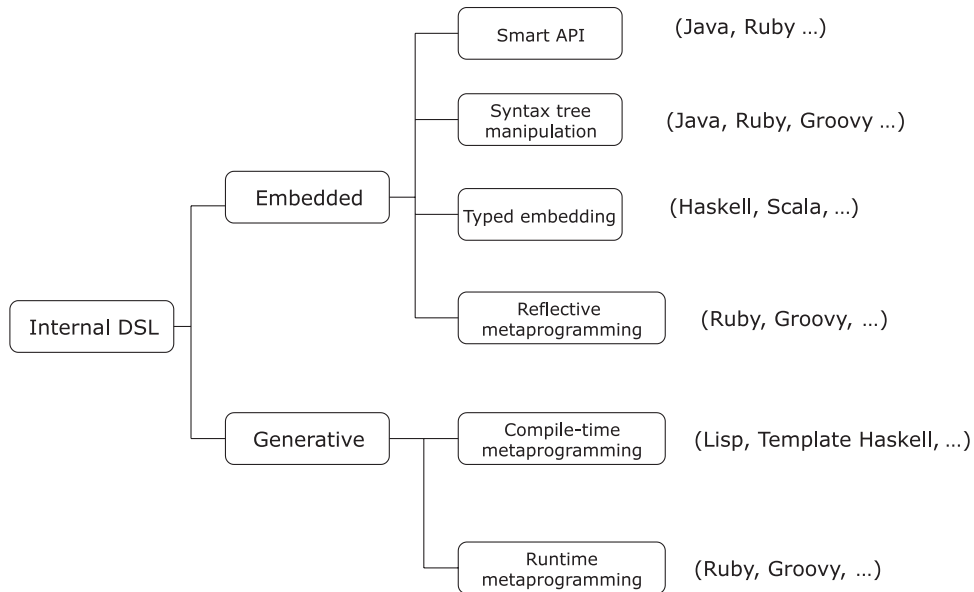 Smart API
(Java, Ruby ...)
Syntax tree
manipulation
(Java, Ruby, Groovy ...)
Embedded
Typed embedding
(Haskell, Scala, ...)
Reflective
metaprogramming
(Ruby, Groovy, ...)
Internal DSL
Generative
Compile-time
metaprogramming
(Lisp, Template Haskell, ...)
Runtime
metaprogramming
(Ruby, Groovy, ...)